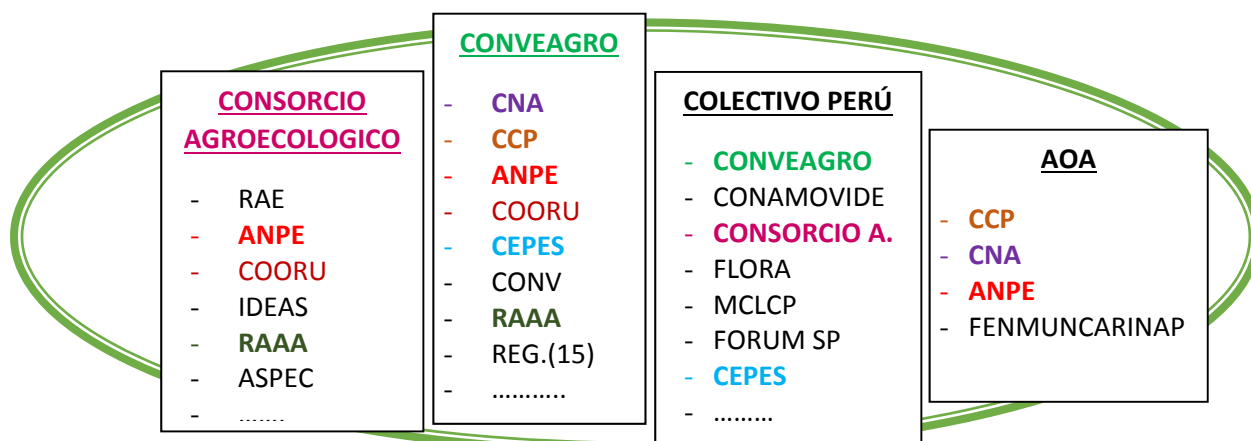 CONSORCIO
AGROECOLOGICO
- RAE
- ANPE
- COORU
- IDEAS
- RAAA
- ASPEC
- .......
CONVEAGRO
- CNA
- CCP
- ANPE
- COORU
- CEPES
- CONV
- RAAA
- REG.(15)
- ...........
COLECTIVO PERÚ
- CONVEAGRO
- CONAMOVIDE
- CONSORCIO A.
- FLORA
- MCLCP
- FORUM SP
- CEPES
- .........
AOA
- CCP
- CNA
- ANPE
- FENMUNCARINAP